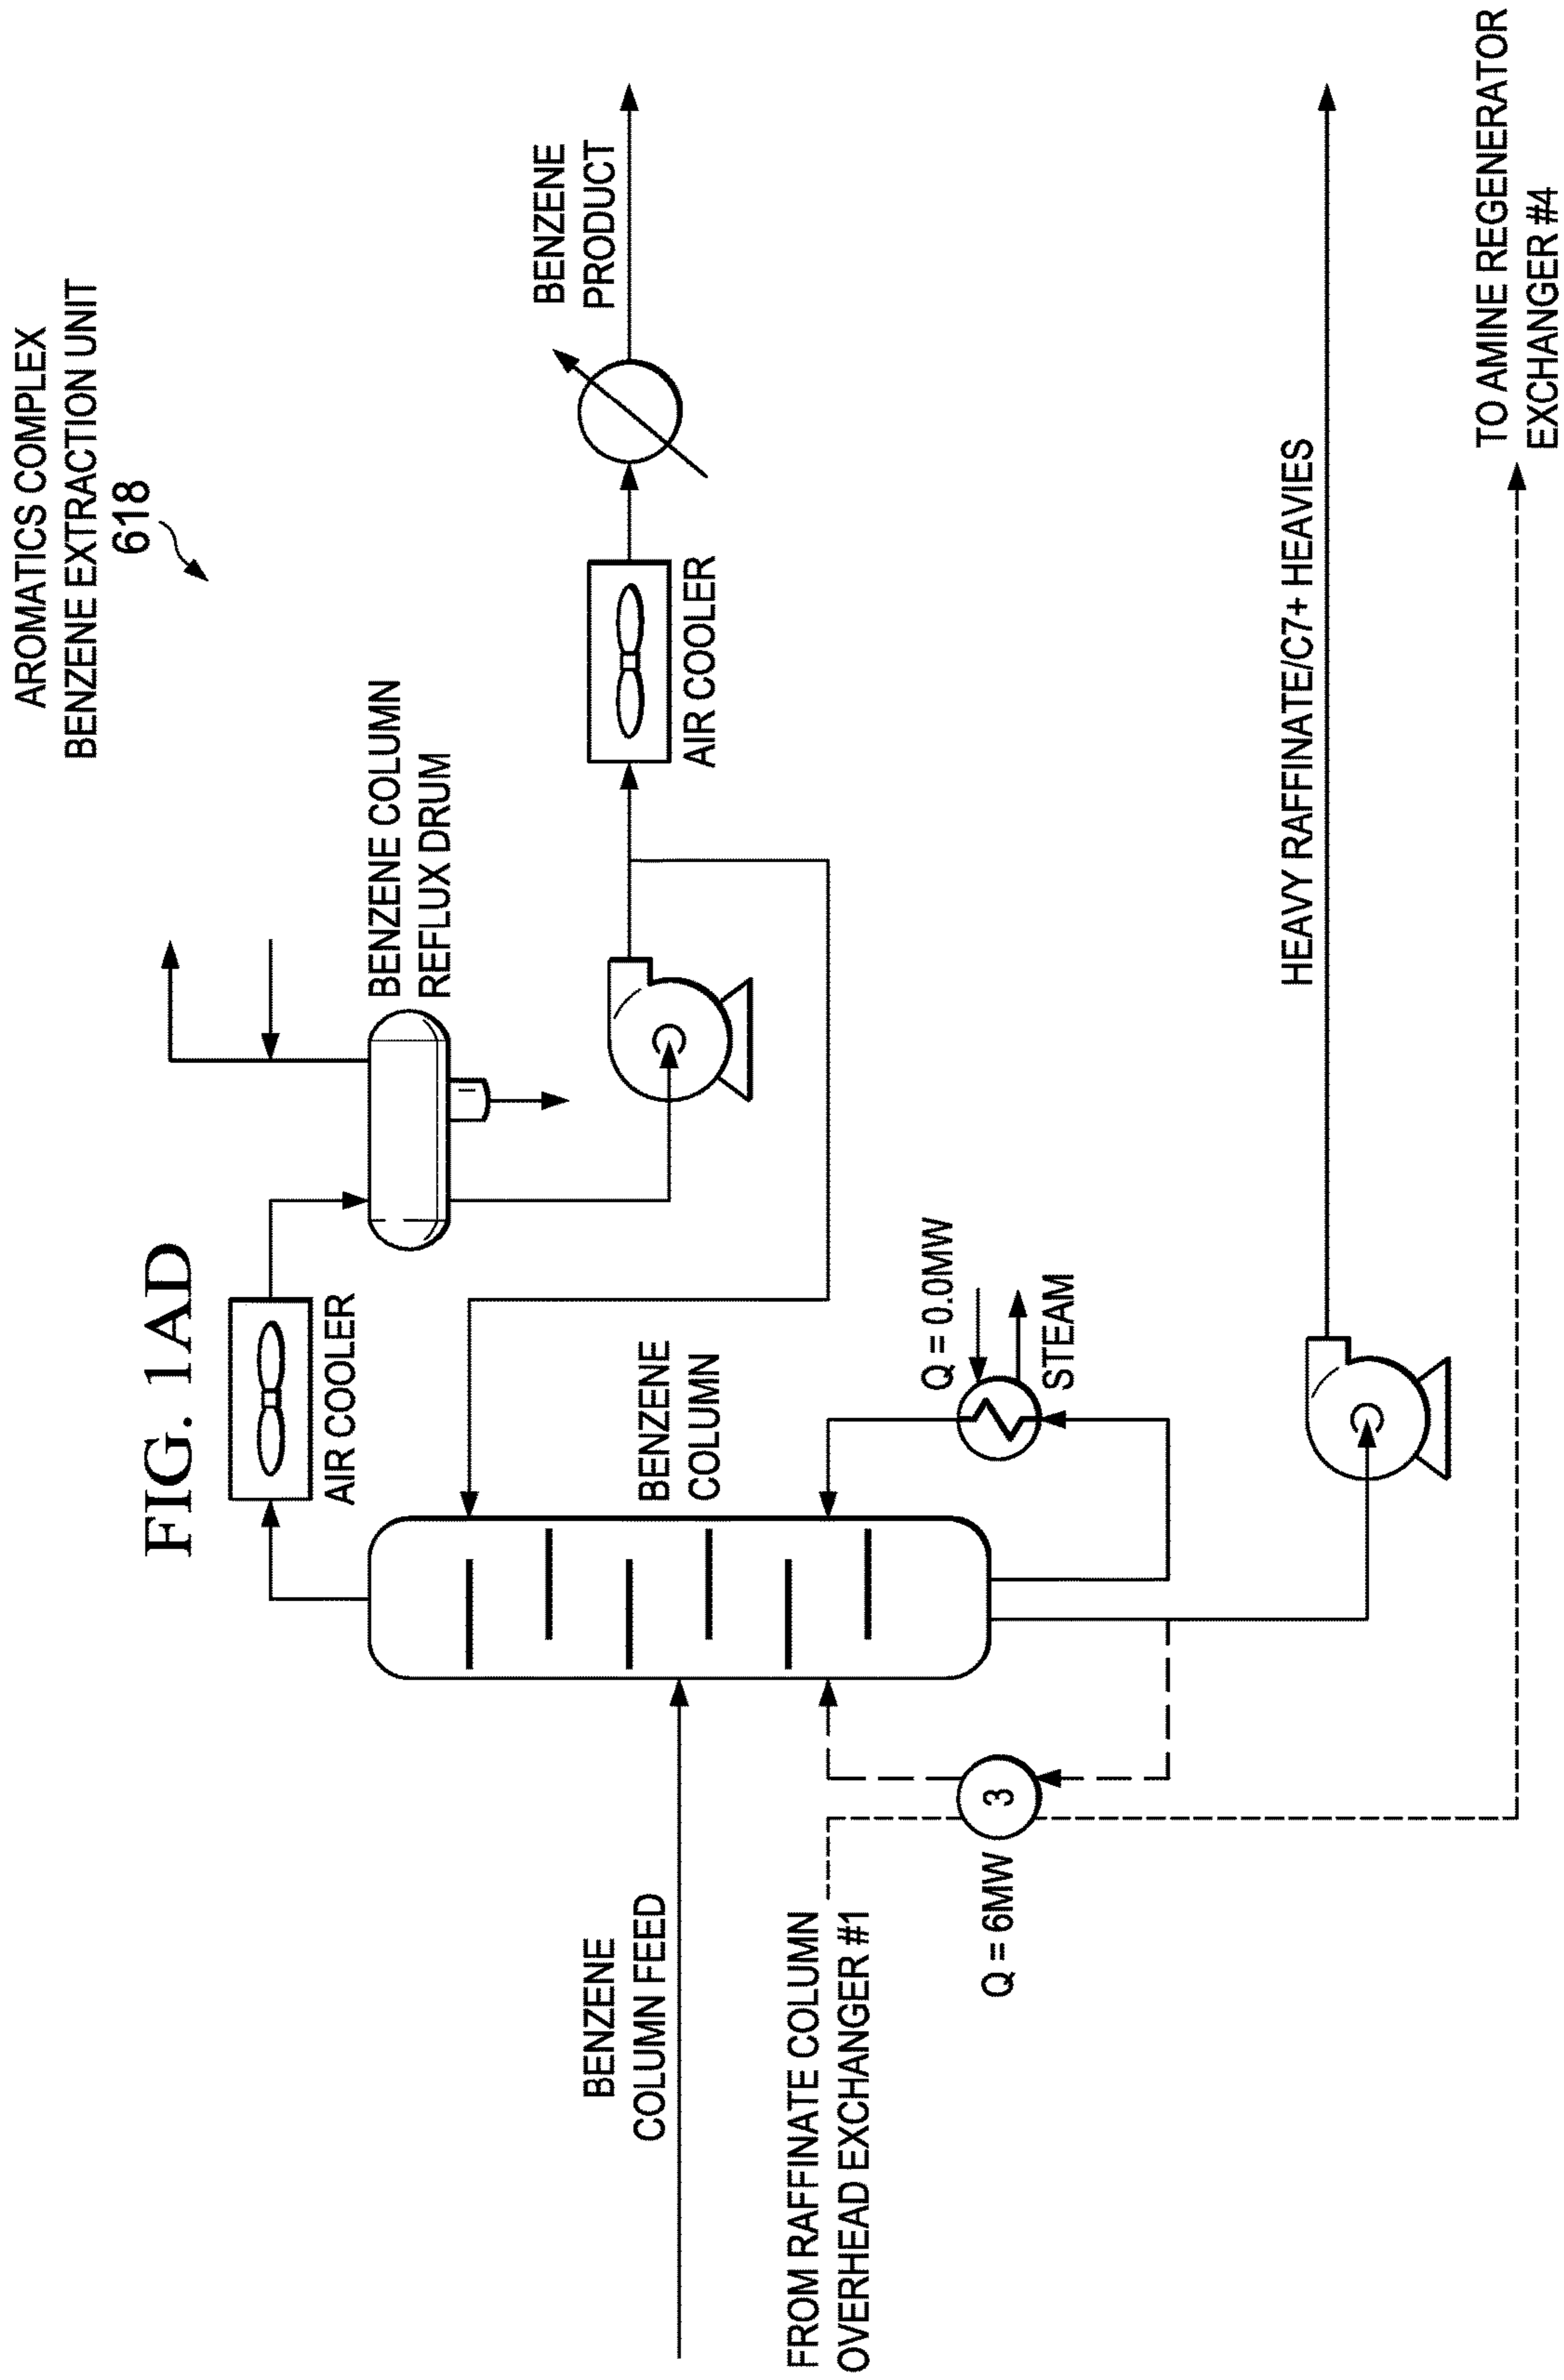 FIG. 1AD
AROMATICS COMPLEX
BENZENE EXTRACTION UNIT
618
AIR COOLER
BENZENE COLUMN
REFLUX DRUM
BENZENE
PRODUCT
AIR COOLER
BENZENE
COLUMN
BENZENE
COLUMN FEED
Q = 0.0MW
STEAM
FROM RAFFINATE COLUMN
OVERHEAD EXCHANGER #1
3
Q = 6MW
HEAVY RAFFINATE/C7+ HEAVIES
TO AMINE REGENERATOR
EXCHANGER #4